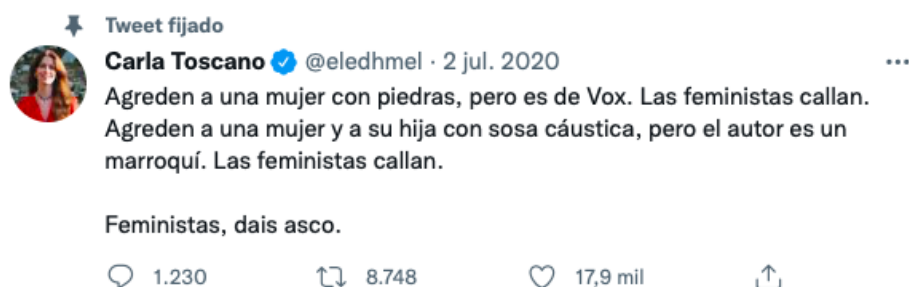 Tweet fijado
Carla Toscano @eledhmel · 2 jul. 2020
Agreden a una mujer con piedras, pero es de Vox. Las feministas callan.
Agreden a una mujer y a su hija con sosa cáustica, pero el autor es un
marroquí. Las feministas callan.
Feministas, dais asco.
1.230 8.748 17,9 mil